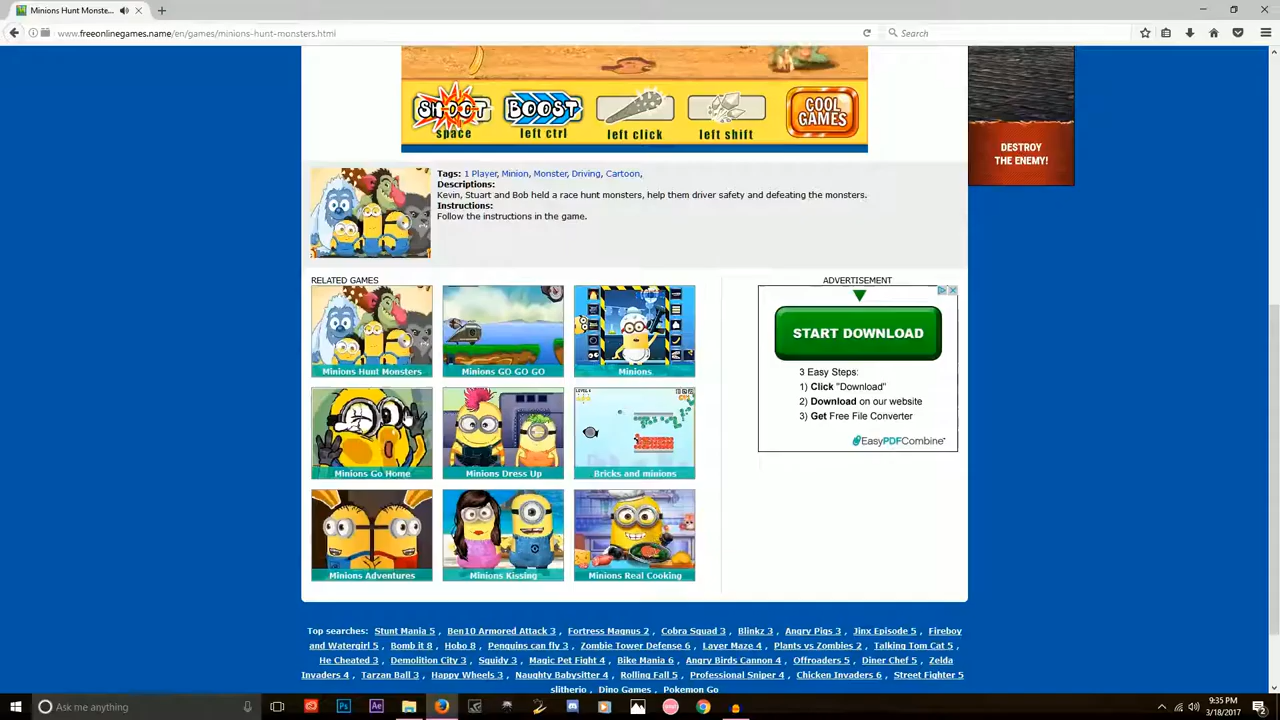 Minions Hunt Monste...
www.freeonlinegames.name/en/games/minions-hunt-monsters.html
Search
SHOOT
BOOST
COOL
GAMES
space
left ctrl
left click
left shift
DESTROY
THE ENEMY!
Tags: 1 Player, Minion, Monster, Driving, Cartoon,
Descriptions:
Kevin, Stuart and Bob held a race hunt monsters, help them driver safety and defeating the monsters.
Instructions:
Follow the instructions in the game.
RELATED GAMES
Minions Hunt Monsters
Minions GO GO GO
Minions
Minions Go Home
Minions Dress Up
Bricks and minions
Minions Adventures
Minions Kissing
Minions Real Cooking
ADVERTISEMENT
START DOWNLOAD
3 Easy Steps:
1) Click "Download"
2) Download on our website
3) Get Free File Converter
EasyPDFCombine
Top searches: Stunt Mania 5 , Ben10 Armored Attack 3 , Fortress Magnus 2 , Cobra Squad 3 , Blinkz 3 , Angry Pigs 3 , Jinx Episode 5 , Fireboy
and Watergirl 5 , Bomb it 8 , Hobo 8 , Penguins can fly 3 , Zombie Tower Defense 6 , Layer Maze 4 , Plants vs Zombies 2 , Talking Tom Cat 5 ,
He Cheated 3 , Demolition City 3 , Squidy 3 , Magic Pet Fight 4 , Bike Mania 6 , Angry Birds Cannon 4 , Offroaders 5 , Diner Chef 5 , Zelda
Invaders 4 , Tarzan Ball 3 , Happy Wheels 3 , Naughty Babysitter 4 , Rolling Fall 5 , Professional Sniper 4 , Chicken Invaders 6 , Street Fighter 5
slitherio , Dino Games , Pokemon Go
Ask me anything
Ps
Ae
9:35 PM
3/18/2017